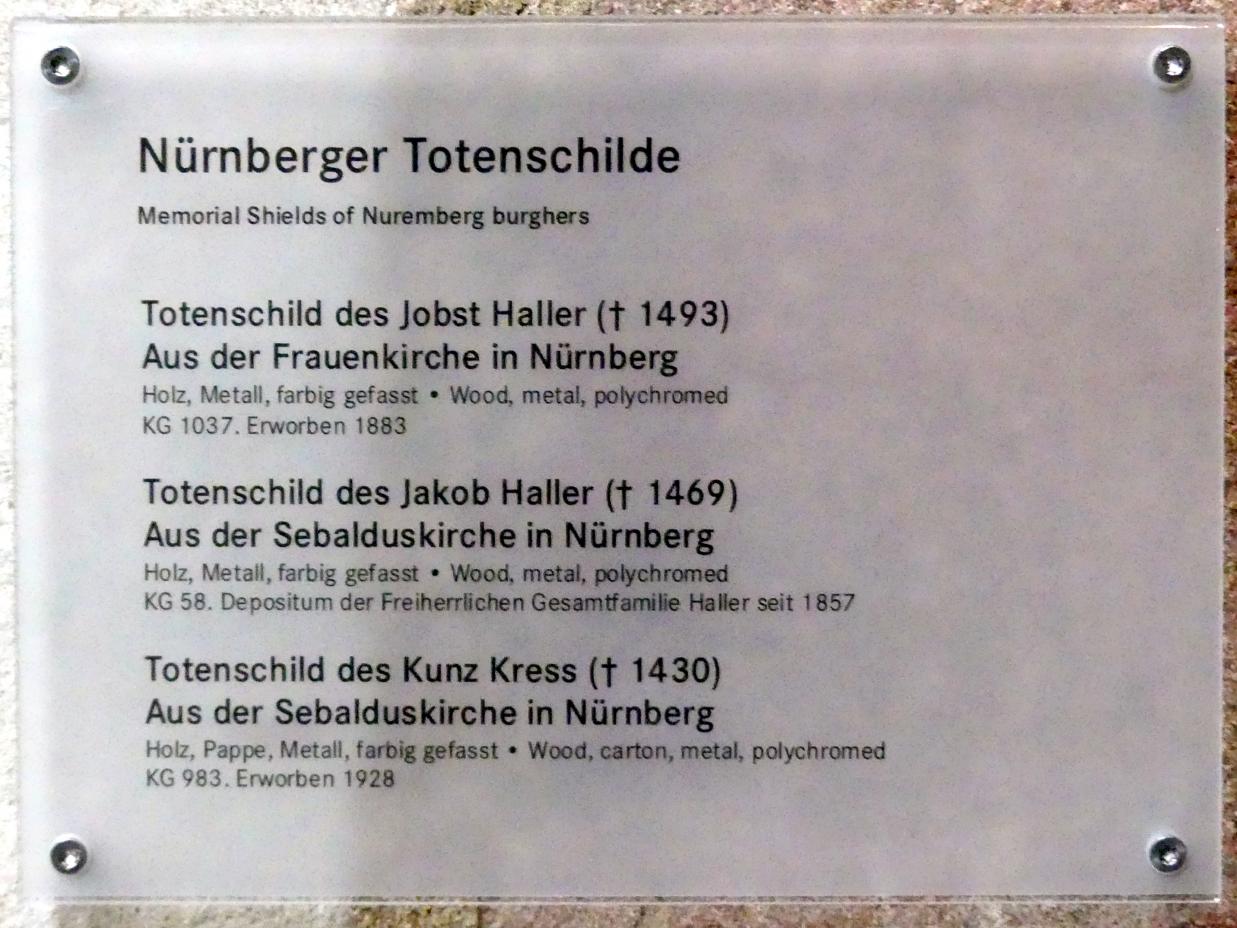 Nürnberger Totenschilde
Memorial Shields of Nuremberg burghers
Totenschild des Jobst Haller († 1493)
Aus der Frauenkirche in Nürnberg
Holz, Metall, farbig gefasst • Wood, metal, polychromed
KG 1037. Erworben 1883
Totenschild des Jakob Haller († 1469)
Aus der Sebalduskirche in Nürnberg
Holz, Metall, farbig gefasst • Wood, metal, polychromed
KG 58. Depositum der Freiherrlichen Gesamtfamilie Haller seit 1857
Totenschild des Kunz Kress († 1430)
Aus der Sebalduskirche in Nürnberg
Holz, Pappe, Metall, farbig gefasst • Wood, carton, metal, polychromed
KG 983. Erworben 1928